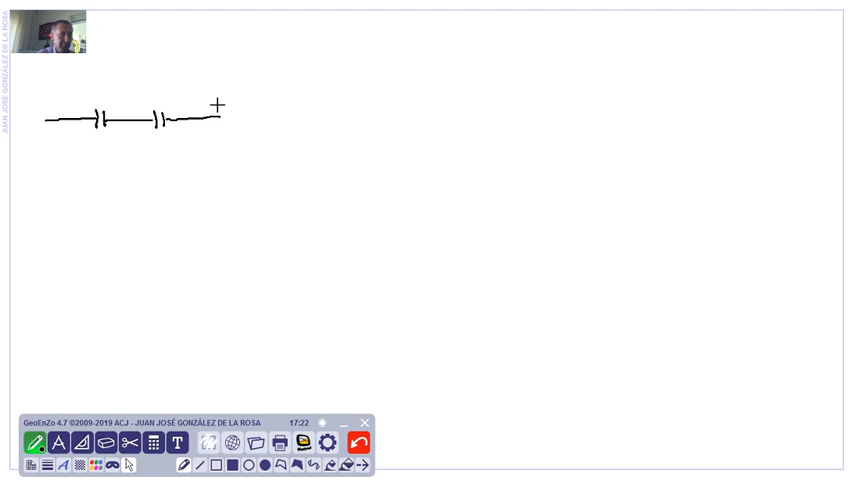 JUAN JOSÉ GONZÁLEZ DE LA ROSA
GeoEnZo 4.7 ©2009-2019 ACJ - JUAN JOSÉ GONZÁLEZ DE LA ROSA 17:22
T
A